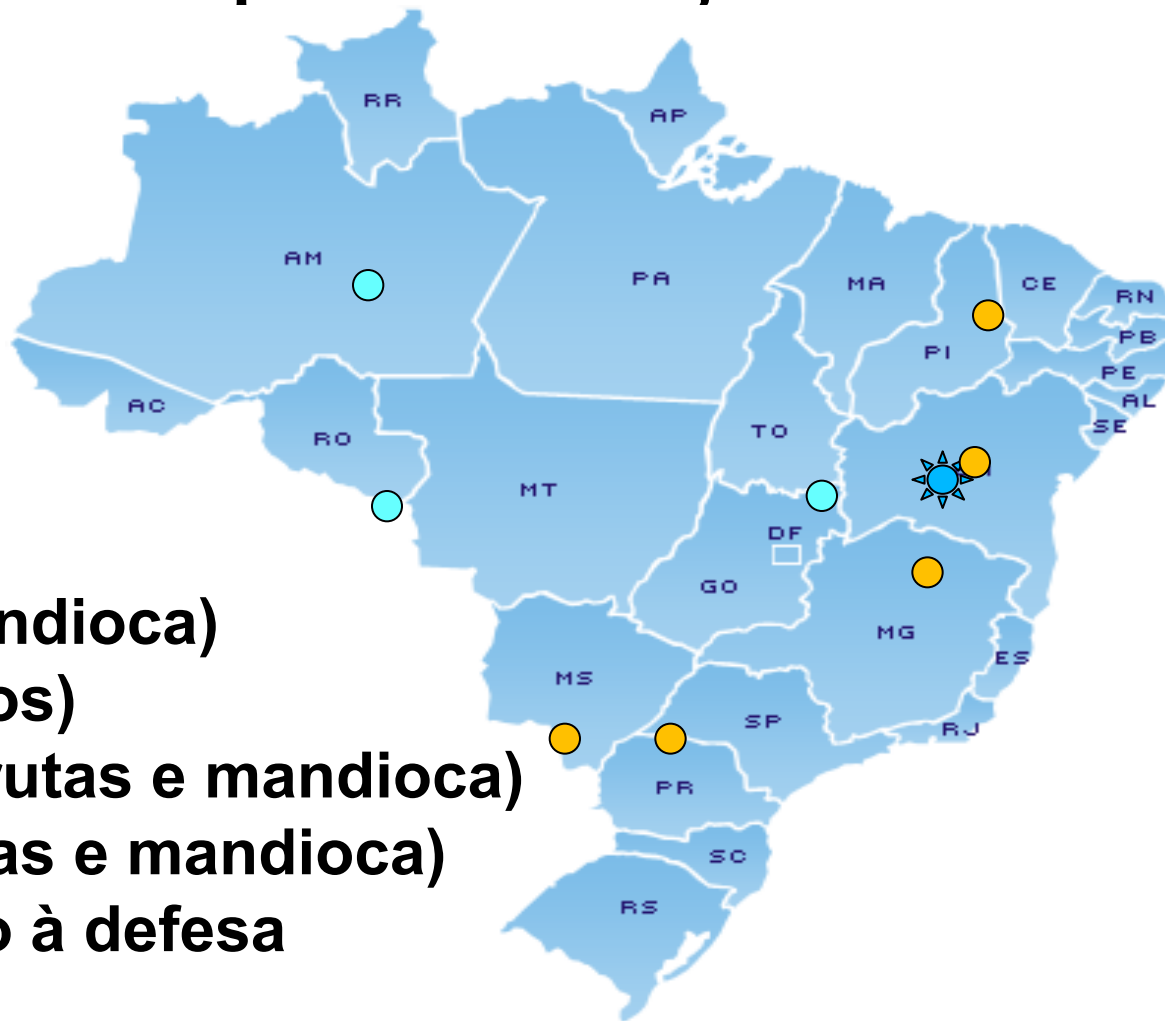 RR
AP
AM
PA
MA
CE
RN
PB
PI
PE
AL
AC
SE
TO
RO
MT
DF
GO
ndioca)
MG
ES
os)
MS
SP
RJ
rutas e mandioca)
PR
as e mandioca)
SC
RS
o à defesa